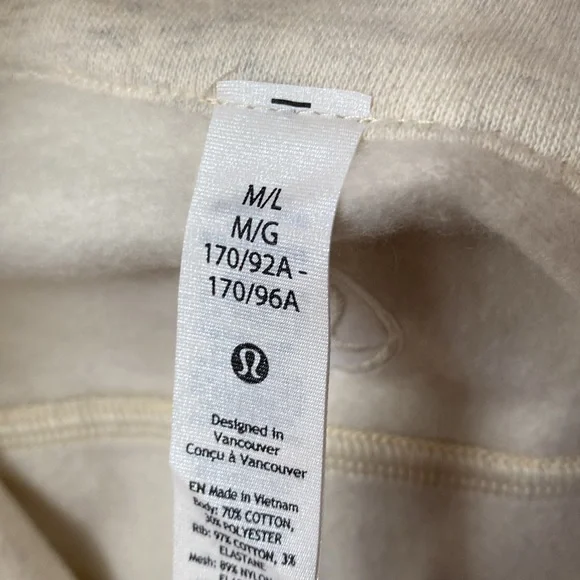 M/L
M/G
170/92A -
170/96A
Designed in
Vancouver
Conçu à Vancouver
EN Made in Vietnam
Body: 70% COTTON,
30% POLYESTER
Rib: 97% COTTON, 3%
ELASTANE
Mesh: 89% NYLON